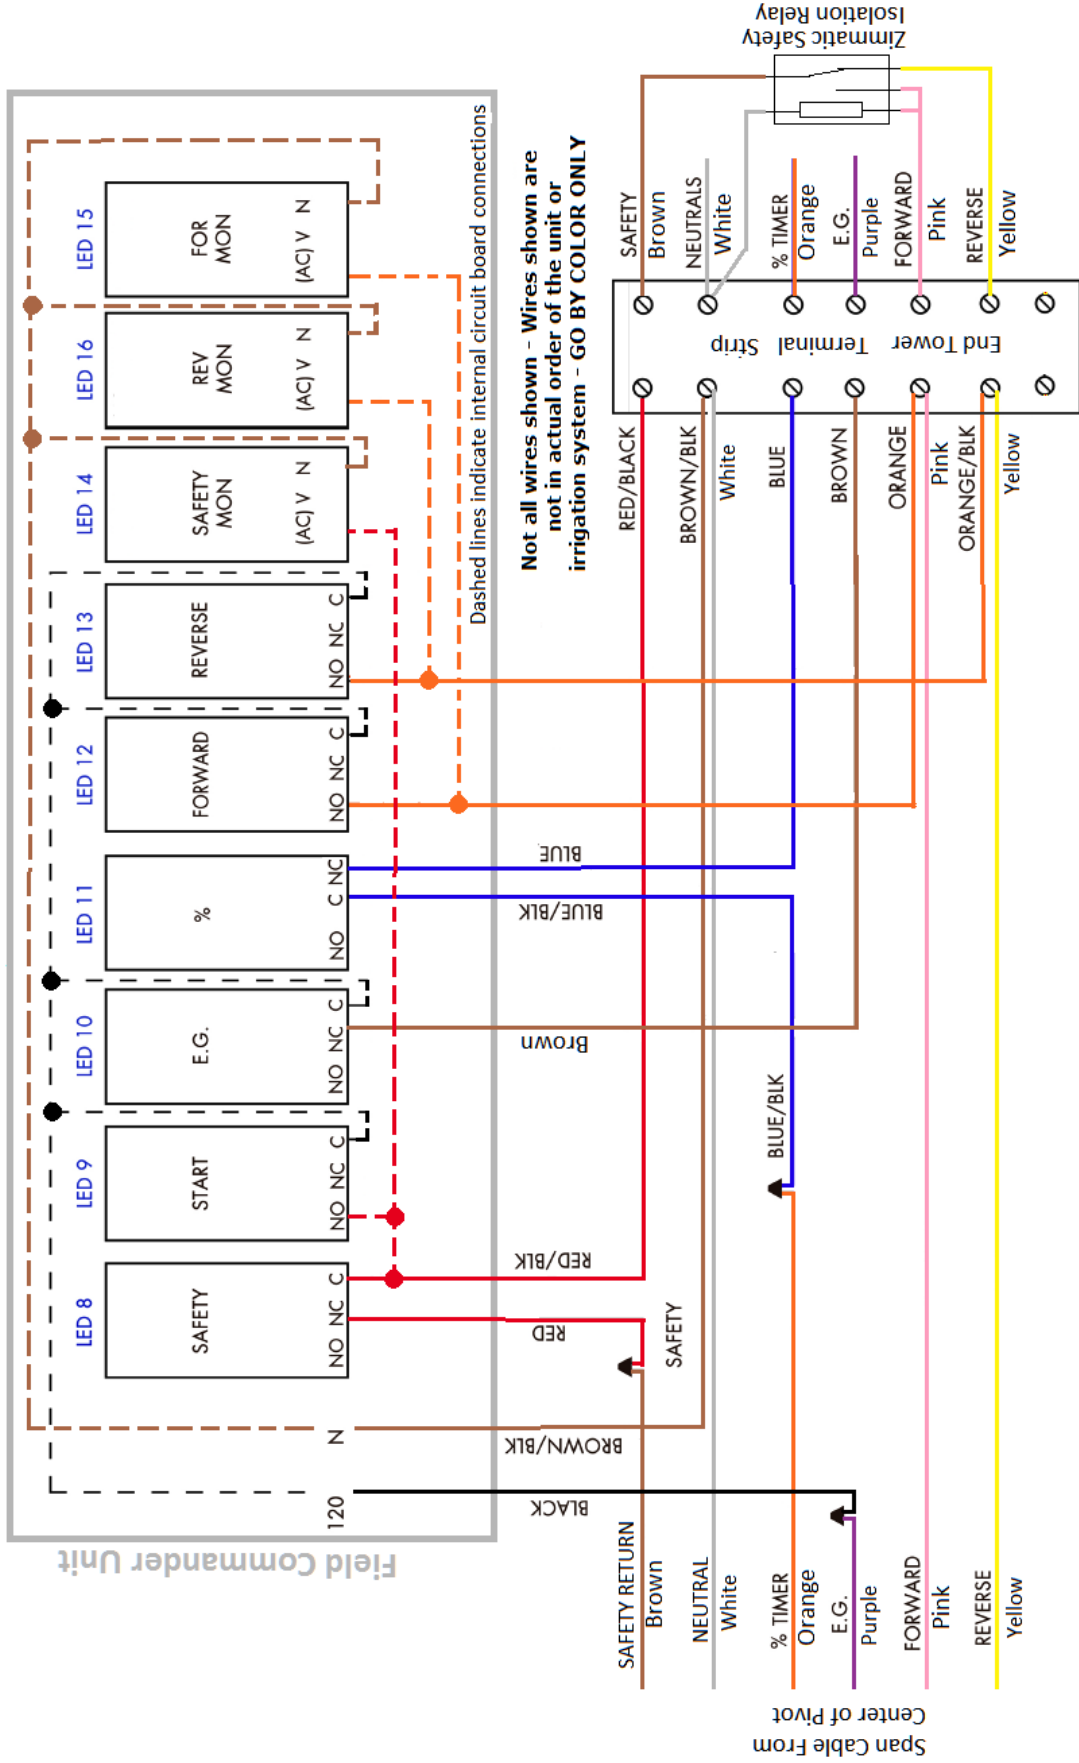 Zimmatic Safety
Isolation Relay
LED 15
FOR
MON
(AC) V N
LED 16
REV
MON
(AC) V N
LED 14
SAFETY
MON
(AC) V N
LED 13
REVERSE
NO NC C
LED 12
FORWARD
NO NC C
LED 11
%
NO C NC
LED 10
E.G.
NO NC C
LED 9
START
NO NC C
LED 8
SAFETY
NO NC C
N
120
Field Commander Unit
Dashed lines indicate internal circuit board connections
Not all wires shown - Wires shown are
not in actual order of the unit or
irrigation system - GO BY COLOR ONLY
SAFETY
Brown
NEUTRALS
White
% TIMER
Orange
E.G.
Purple
FORWARD
Pink
REVERSE
Yellow
End Tower Terminal Strip
RED/BLACK
BROWN/BK
White
BLUE
BROWN
ORANGE
Pink
ORANGE/BLK
Yellow
BLUE
BLUE/BLK
Brown
BLUE/BLK
RED/BLK
RED
SAFETY
BROWN/BLK
BLACK
SAFETY RETURN
Brown
NEUTRAL
White
% TIMER
Orange
E.G.
Purple
FORWARD
Pink
REVERSE
Yellow
Span Cable From
Center of Pivot